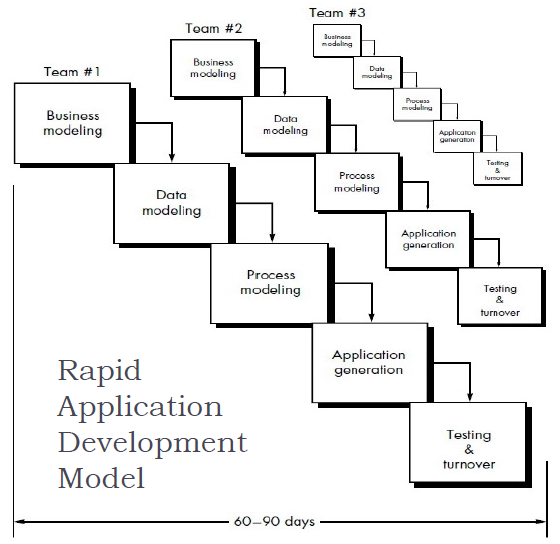 Team #1
Business
modeling
Data
modeling
Process
modeling
Application
generation
Testing
&
turnover
Team #2
Business
modeling
Data
modeling
Process
modeling
Application
generation
Testing
&
turnover
Team #3
Business
modeling
Data
modeling
Process
modeling
Application
generation
Testing
&
turnover
Rapid
Application
Development
Model
60–90 days